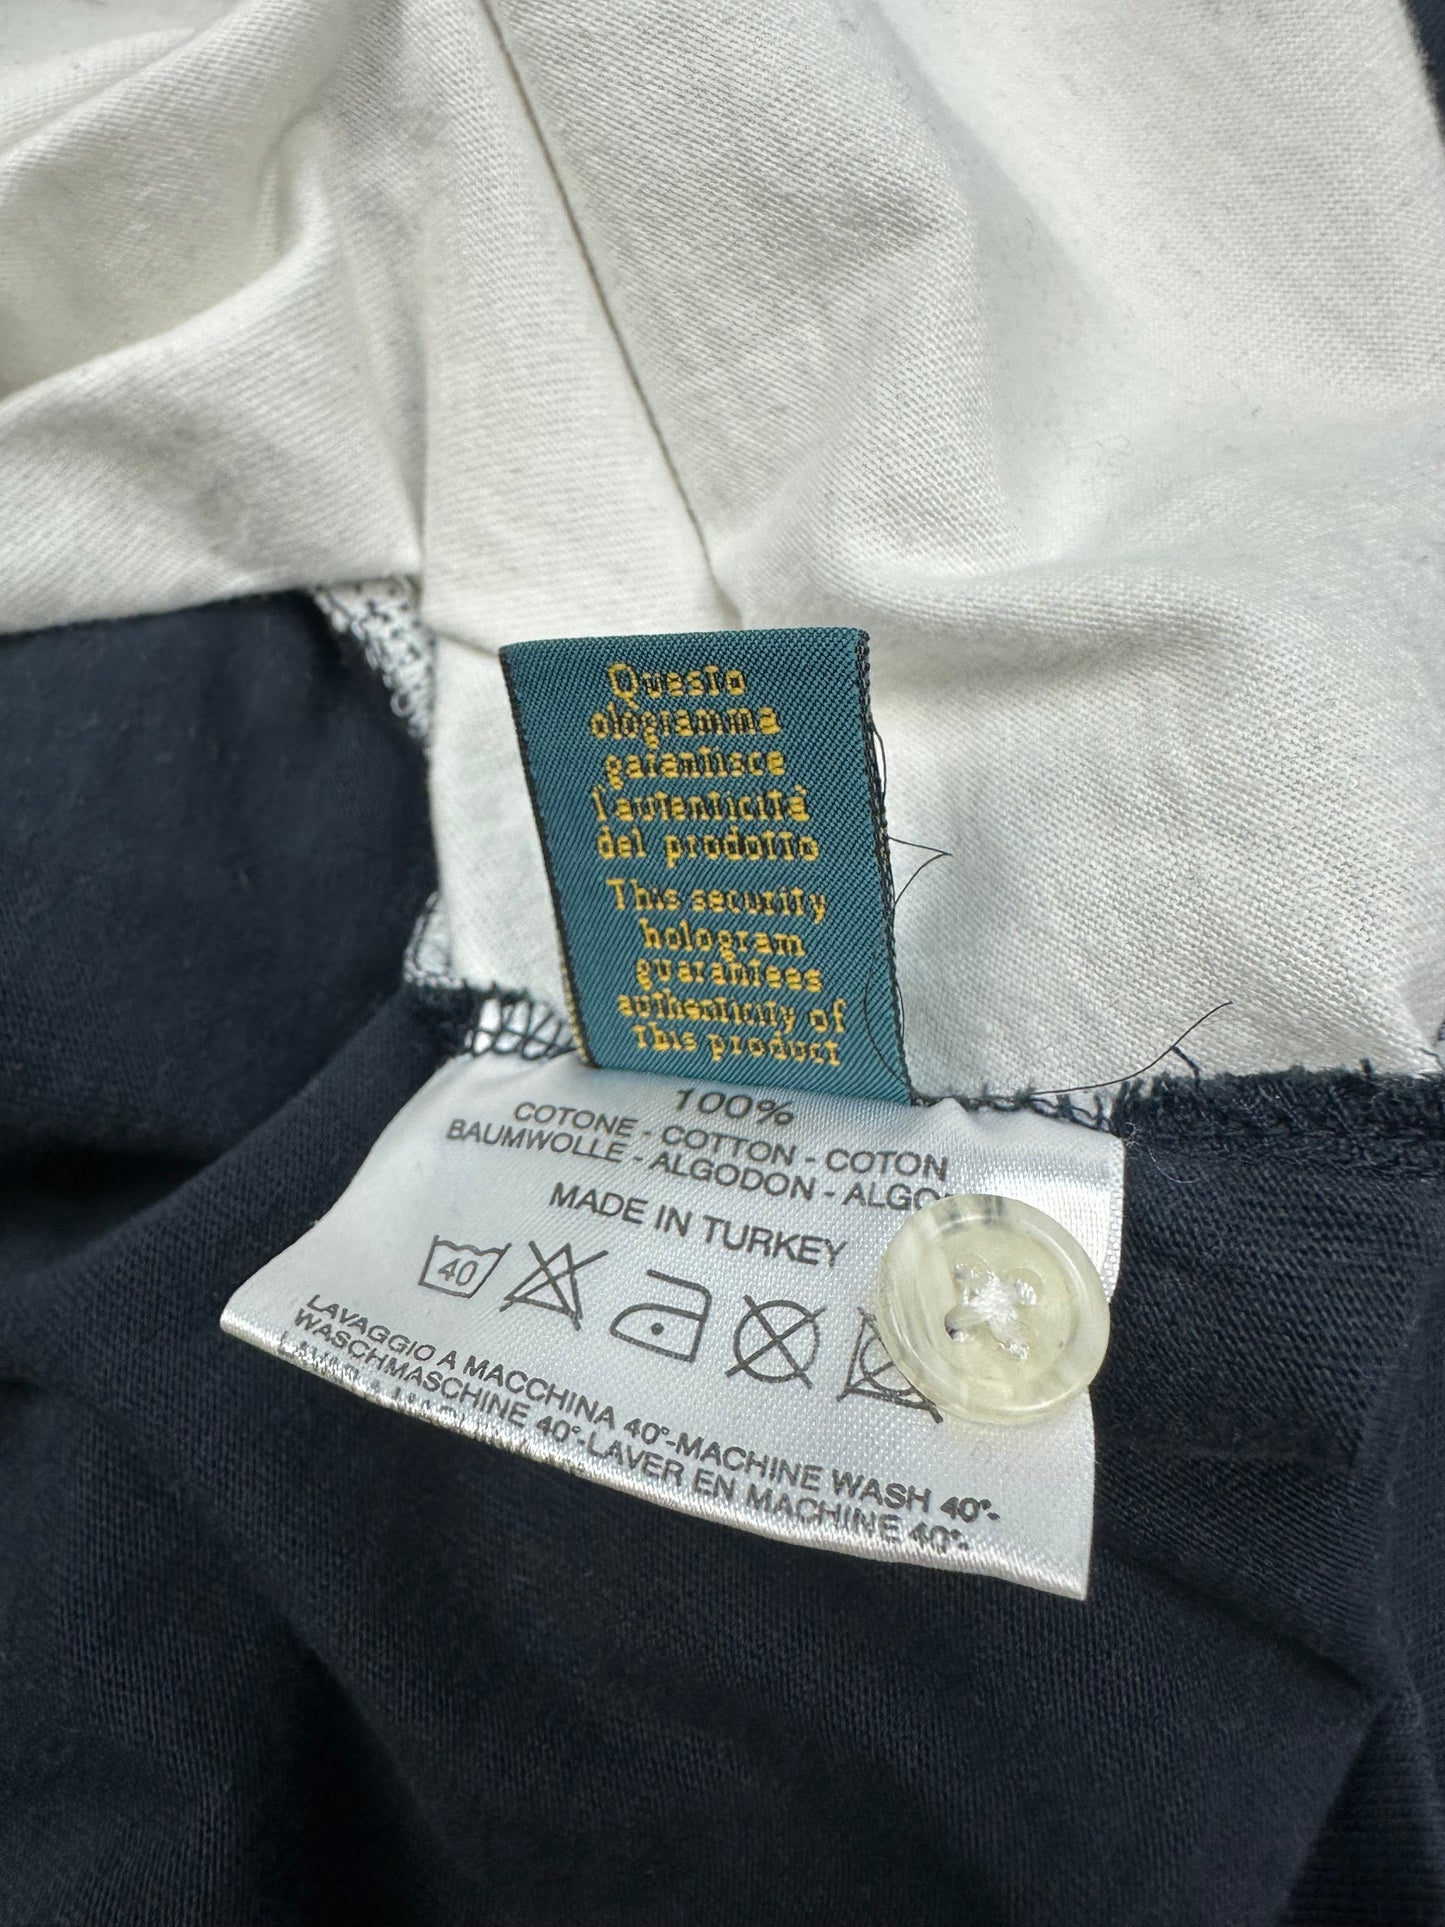 Questo
ologramma
garantisce
l'autenticità
del prodotto
This security
hologram
guarantees
authenticity of
this product
100%
COTONE - COTTON - COTON
BAUMWOLLE - ALGODON -
MADE IN TURKEY
40
LAVAGGIO A MACCHINA 40°-MACHINE WASH 40°-
WASCHMASCHINE 40°-LAVER EN MACHINE 40°-